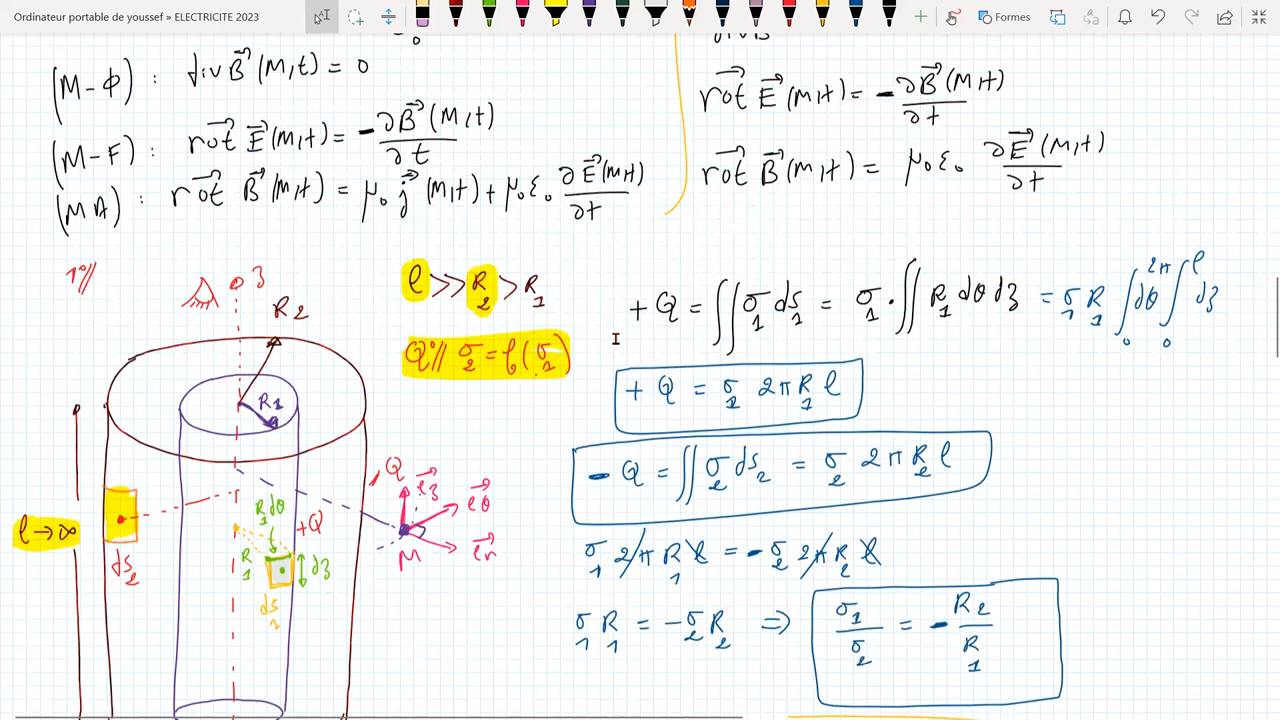 Ordinateur portable de youssef » ELECTRICITE 2023
Formes
(M-Φ) : div B⃗ (M,t) = 0
(M-F) : rot⃗ E⃗ (M,t) = - ∂B⃗ (M,t) / ∂t
(MA) : rot⃗ B⃗ (M,t) = μ₀ j⃗ (M,t) + μ₀ε₀ ∂E⃗ (M,t) / ∂t
div B
rot⃗ E⃗ (M,t) = - ∂B⃗ (M,t) / ∂t
rot⃗ B⃗ (M,t) = μ₀ε₀ ∂E⃗ (M,t) / ∂t
1°//
z
R2
R1
l >> R2 > R1
l → ∞
dS2
R1
R1dθ
dz
dS1
+Q
-Q
M
e⃗z
e⃗θ
e⃗r
+ Q = ∬ σ1 dS1 = σ1 . ∬ R1 dθ dz = σ1 R1 ∫₀^2π dθ ∫₀^l dz
+ Q = σ1 2π R1 l
- Q = ∬ σ2 dS2 = σ2 2π R2 l
σ1 2π R1 l = - σ2 2π R2 l
σ1 R1 = - σ2 R2 ⇒ σ1 / σ2 = - R2 / R1